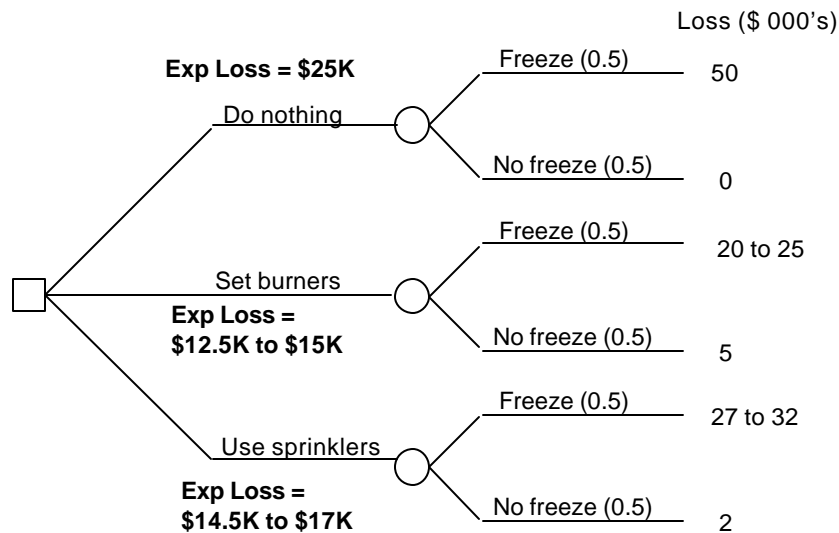 Loss ($ 000's)
Exp Loss = $25K
Freeze (0.5)
50
Do nothing
No freeze (0.5)
0
Freeze (0.5)
20 to 25
Set burners
Exp Loss =
$12.5K to $15K
No freeze (0.5)
5
Freeze (0.5)
27 to 32
Use sprinklers
Exp Loss =
$14.5K to $17K
No freeze (0.5)
2